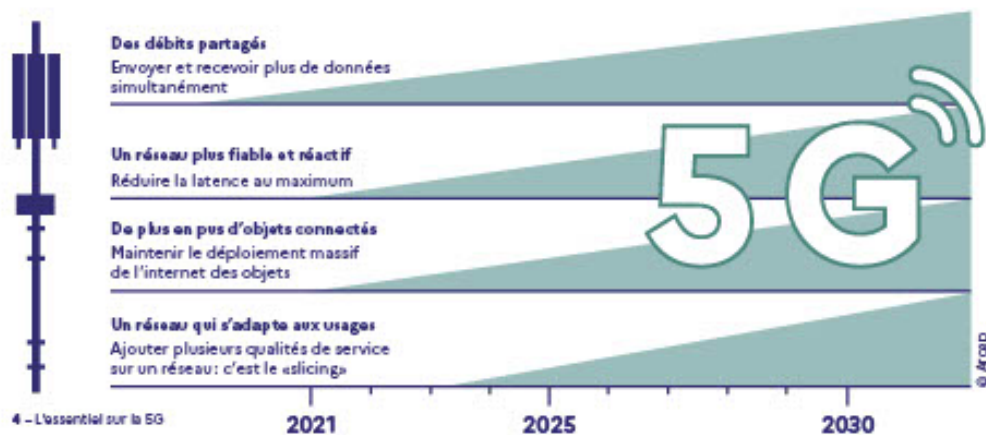 Des débits partagés
Envoyer et recevoir plus de données
simultanément
Un réseau plus fiable et réactif
Réduire la latence au maximum
De plus en pus d'objets connectés
Maintenir le déploiement massif
de l'internet des objets
Un réseau qui s'adapte aux usages
Ajouter plusieurs qualités de service
sur un réseau: c'est le «slicing»
5G
© Arcep
4 – L'essentiel sur la 5G
2021
2025
2030